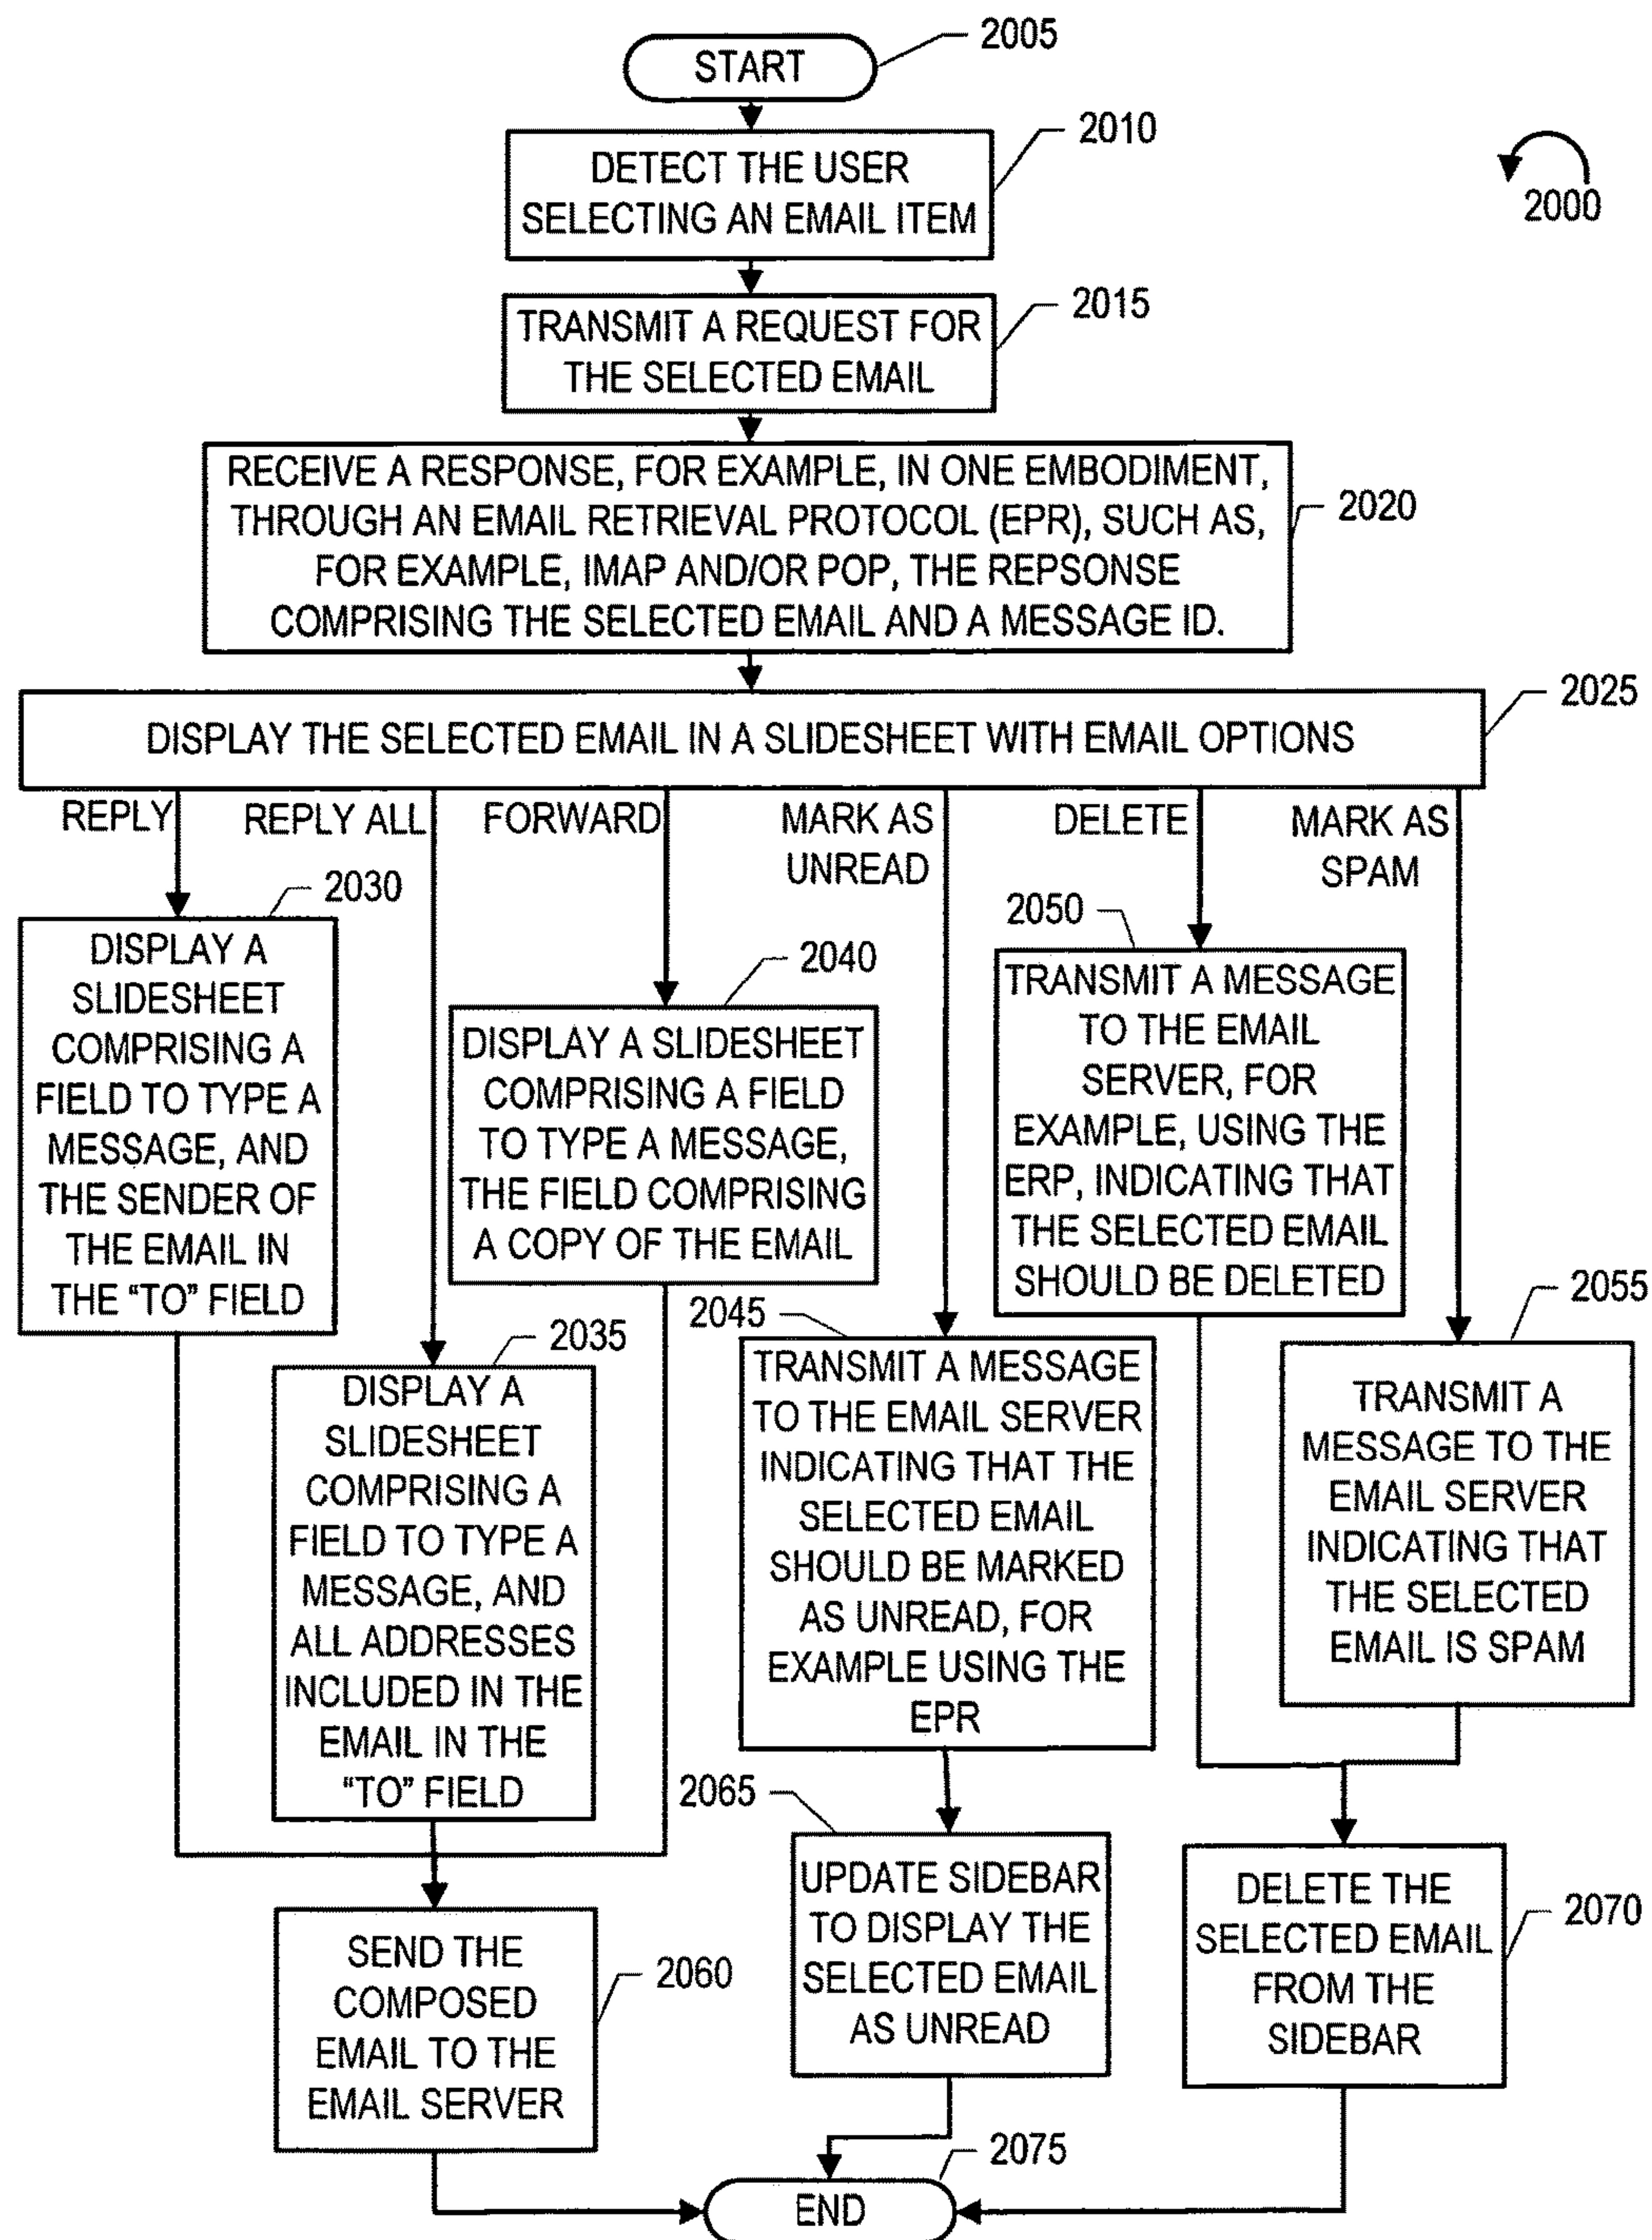 START
2005
DETECT THE USER
SELECTING AN EMAIL ITEM
2010
2000
TRANSMIT A REQUEST FOR
THE SELECTED EMAIL
2015
RECEIVE A RESPONSE, FOR EXAMPLE, IN ONE EMBODIMENT,
THROUGH AN EMAIL RETRIEVAL PROTOCOL (EPR), SUCH AS,
FOR EXAMPLE, IMAP AND/OR POP, THE REPSONSE
COMPRISING THE SELECTED EMAIL AND A MESSAGE ID.
2020
DISPLAY THE SELECTED EMAIL IN A SLIDESHEET WITH EMAIL OPTIONS
2025
REPLY
REPLY ALL
FORWARD
MARK AS
UNREAD
DELETE
MARK AS
SPAM
2030
DISPLAY A
SLIDESHEET
COMPRISING A
FIELD TO TYPE A
MESSAGE, AND
THE SENDER OF
THE EMAIL IN
THE “TO” FIELD
2040
DISPLAY A SLIDESHEET
COMPRISING A FIELD
TO TYPE A MESSAGE,
THE FIELD COMPRISING
A COPY OF THE EMAIL
2050
TRANSMIT A MESSAGE
TO THE EMAIL
SERVER, FOR
EXAMPLE, USING THE
ERP, INDICATING THAT
THE SELECTED EMAIL
SHOULD BE DELETED
2035
DISPLAY A
SLIDESHEET
COMPRISING A
FIELD TO TYPE A
MESSAGE, AND
ALL ADDRESSES
INCLUDED IN THE
EMAIL IN THE
“TO” FIELD
2045
TRANSMIT A MESSAGE
TO THE EMAIL SERVER
INDICATING THAT THE
SELECTED EMAIL
SHOULD BE MARKED
AS UNREAD, FOR
EXAMPLE USING THE
EPR
2055
TRANSMIT A
MESSAGE TO THE
EMAIL SERVER
INDICATING THAT
THE SELECTED
EMAIL IS SPAM
SEND THE
COMPOSED
EMAIL TO THE
EMAIL SERVER
2060
2065
UPDATE SIDEBAR
TO DISPLAY THE
SELECTED EMAIL
AS UNREAD
DELETE THE
SELECTED EMAIL
FROM THE
SIDEBAR
2070
2075
END